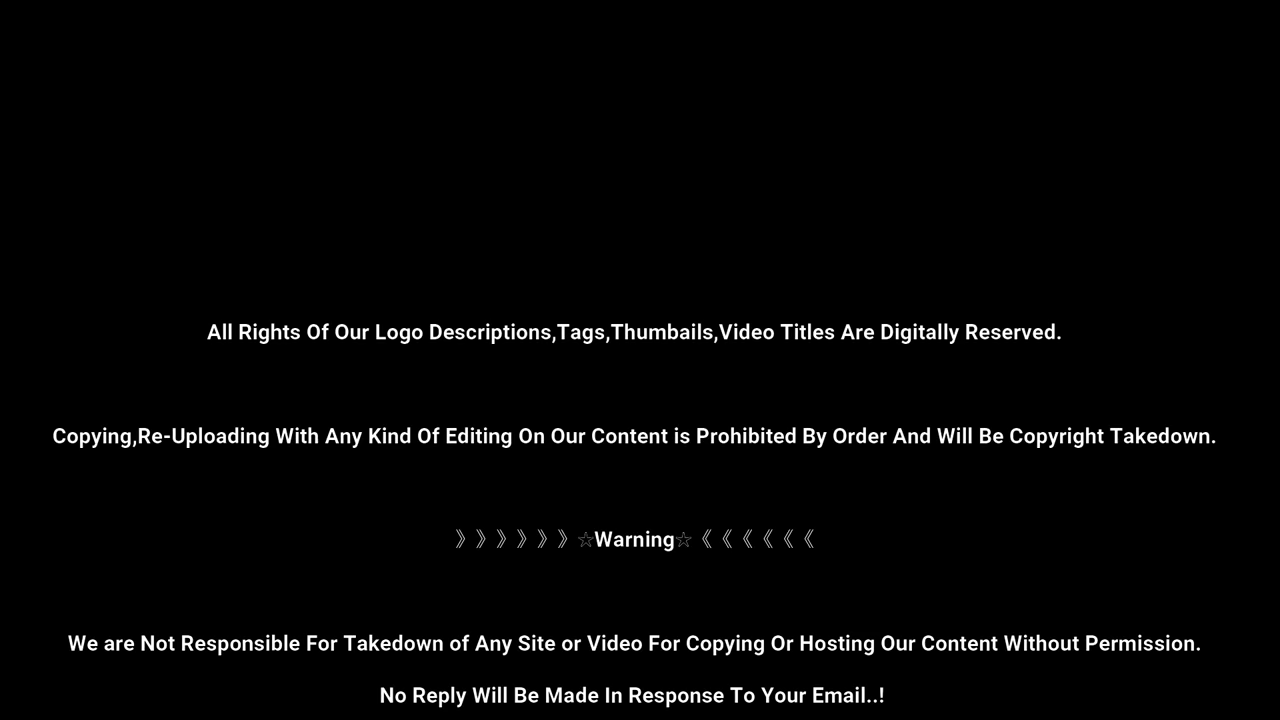 All Rights Of Our Logo Descriptions,Tags,Thumbails,Video Titles Are Digitally Reserved.
Copying,Re-Uploading With Any Kind Of Editing On Our Content is Prohibited By Order And Will Be Copyright Takedown.
》》》》》》☆Warning☆《《《《《《
We are Not Responsible For Takedown of Any Site or Video For Copying Or Hosting Our Content Without Permission.
No Reply Will Be Made In Response To Your Email..!